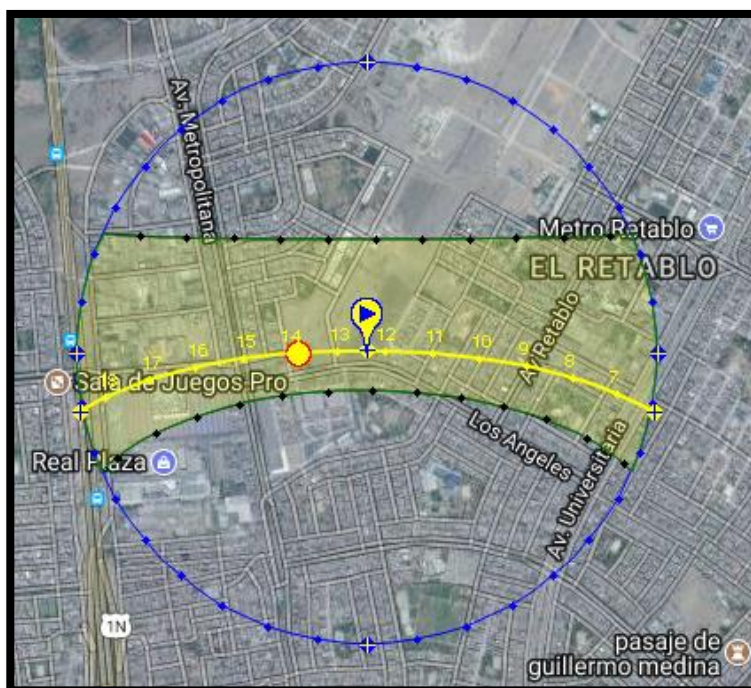 Av. Metropolitana
Metro Retablo
EL RETABLO
Av Retablo
18
17
16
15
14
13
12
11
10
9
8
7
Sala de Juegos Pro
Los Angeles
Real Plaza
Av. Universitaria
1N
pasaje de
guillermo medina